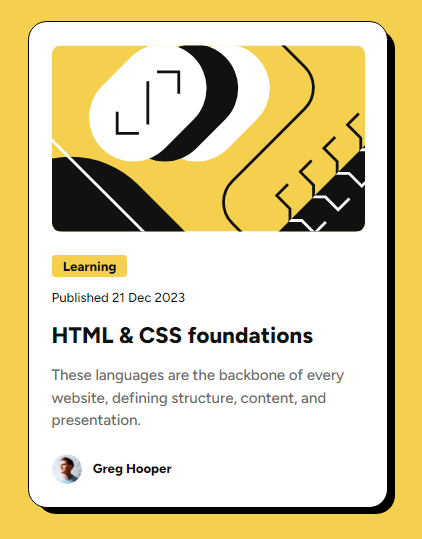 Learning
Published 21 Dec 2023
HTML & CSS foundations
These languages are the backbone of every
website, defining structure, content, and
presentation.
Greg Hooper